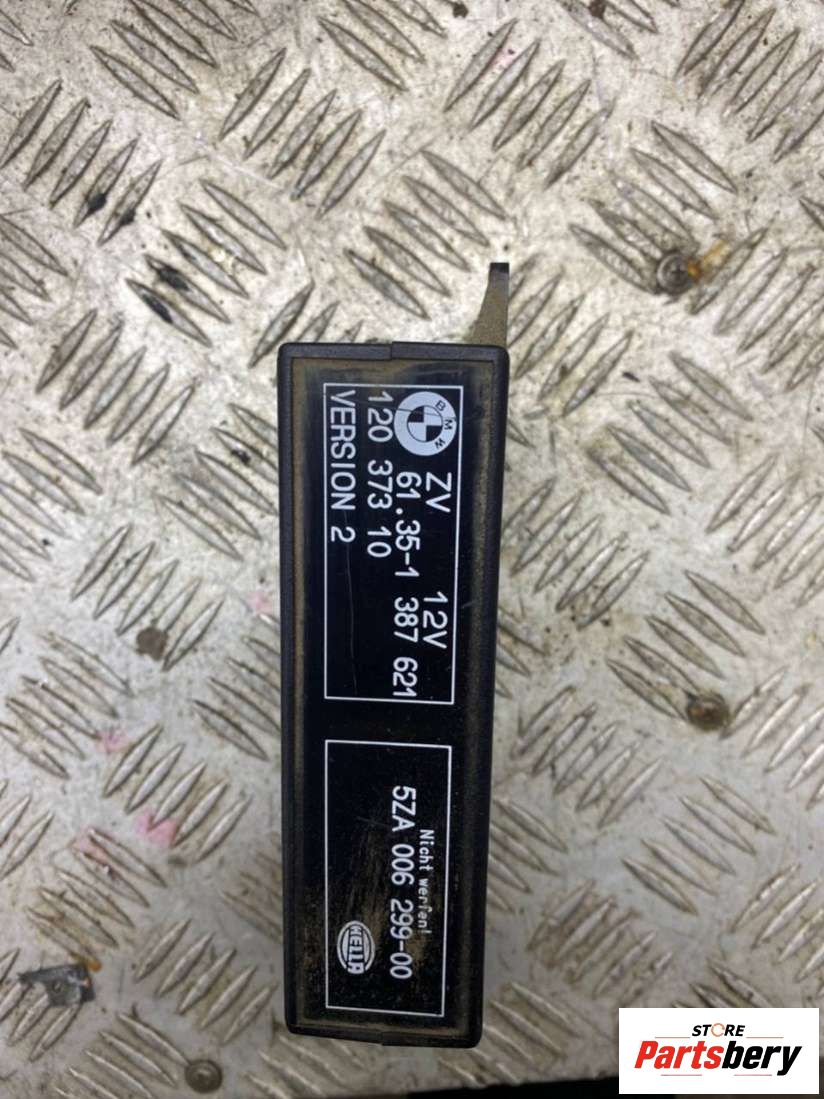 BMW
ZV 12V
61.35-1 387 621
120 373 10
VERSION 2
Nicht werfen!
5ZA 006 299-00
HELLA
STORE
Partsbery